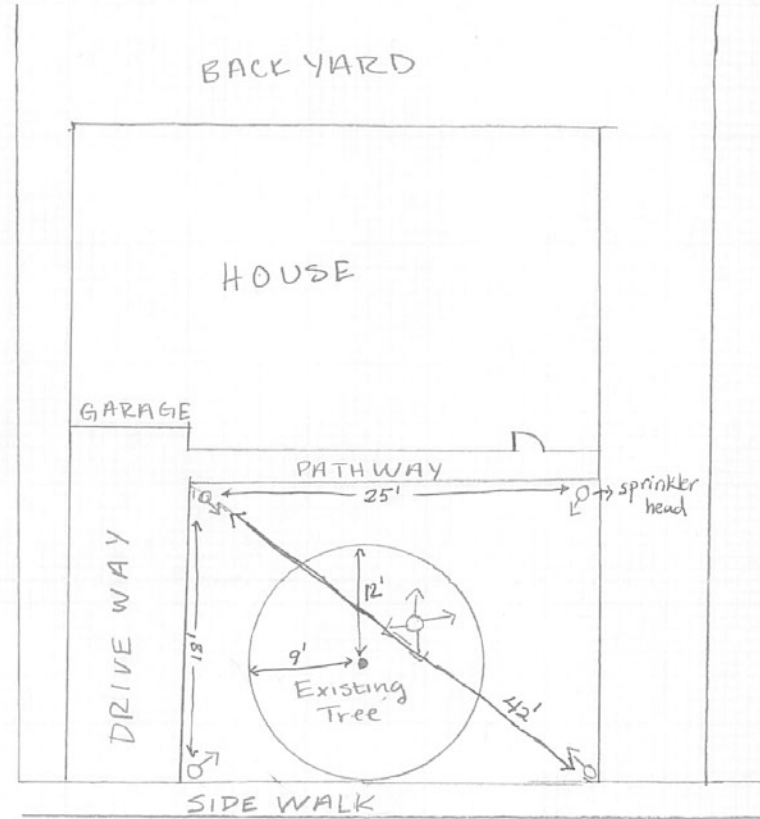 BACK YARD
HOUSE
GARAGE
PATHWAY
25'
sprinkler
head
DRIVE WAY
18'
12'
9'
Existing
Tree
42'
SIDE WALK